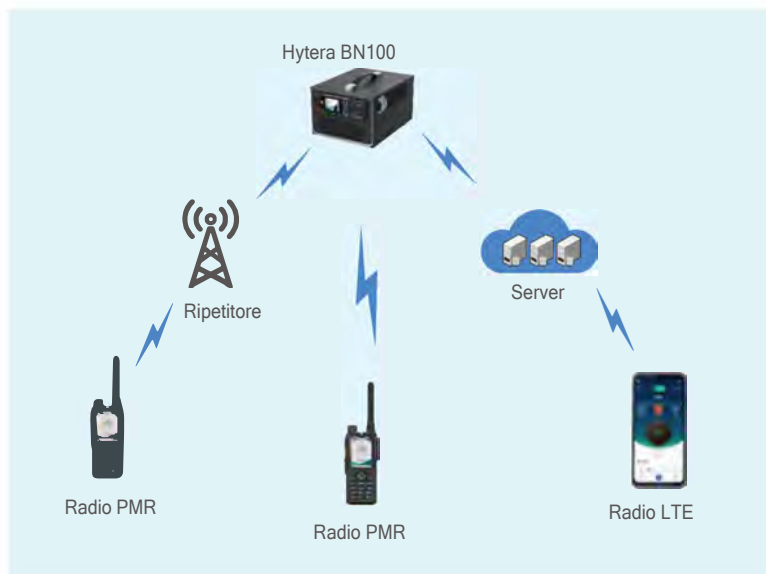 Hytera BN100
Ripetitore
Server
Radio PMR
Radio PMR
Radio LTE